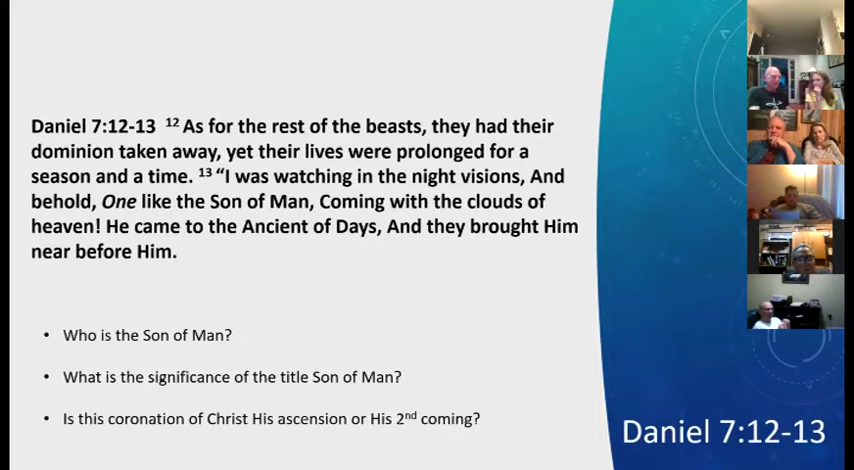 Daniel 7:12-13 ¹² As for the rest of the beasts, they had their
dominion taken away, yet their lives were prolonged for a
season and a time. ¹³ “I was watching in the night visions, And
behold, One like the Son of Man, Coming with the clouds of
heaven! He came to the Ancient of Days, And they brought Him
near before Him.
• Who is the Son of Man?
• What is the significance of the title Son of Man?
• Is this coronation of Christ His ascension or His 2nd coming?
Daniel 7:12-13